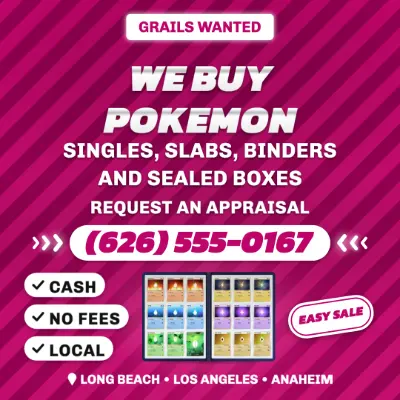 GRAILS WANTED
WE BUY
POKEMON
SINGLES, SLABS, BINDERS
AND SEALED BOXES
REQUEST AN APPRAISAL
(626) 555-0167
CASH
NO FEES
LOCAL
EASY SALE
LONG BEACH • LOS ANGELES • ANAHEIM